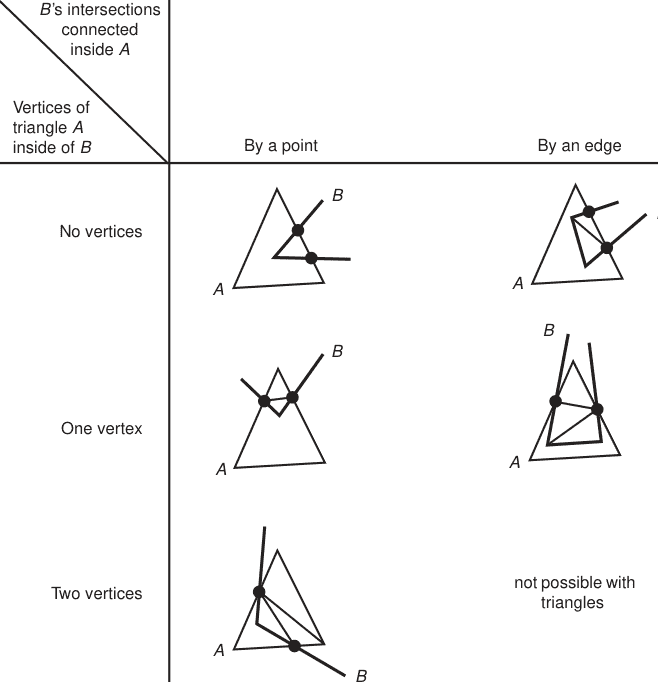 B's intersections
connected
inside A
Vertices of
triangle A
inside of B
By a point
By an edge
No vertices
B
A
A
One vertex
B
A
B
A
Two vertices
A
B
not possible with
triangles